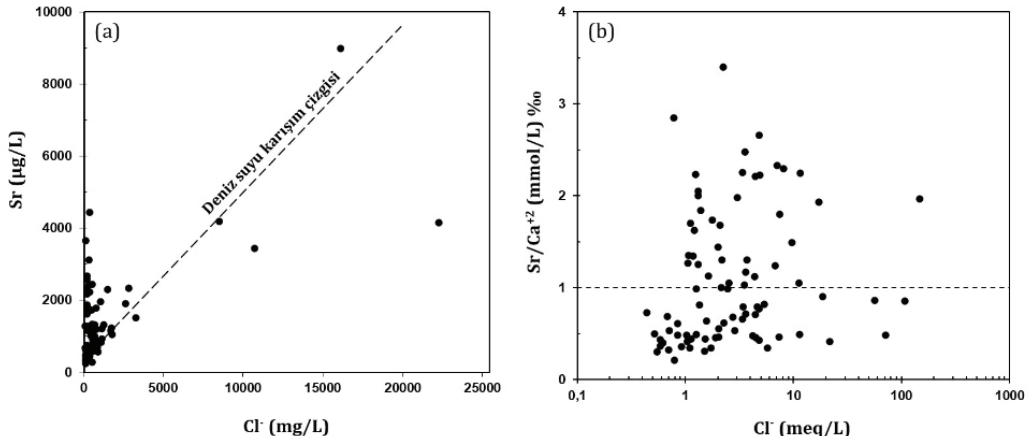 (a)
Sr (µg/L)
10000
8000
6000
4000
2000
0
Deniz suyu karışım çizgisi
0 5000 10000 15000 20000 25000
Cl⁻ (mg/L)
(b)
Sr/Ca⁺² (mmol/L) ‰
4
3
2
1
0
0,1 1 10 100 1000
Cl⁻ (meq/L)